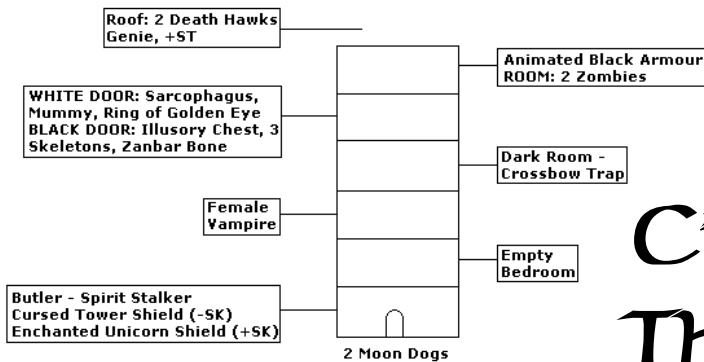 Roof: 2 Death Hawks
Genie, +ST
Animated Black Armour
ROOM: 2 Zombies
WHITE DOOR: Sarcophagus,
Mummy, Ring of Golden Eye
BLACK DOOR: Illusory Chest, 3
Skeletons, Zanbar Bone
Dark Room -
Crossbow Trap
Female
Vampire
Empty
Bedroom
Butler - Spirit Stalker
Cursed Tower Shield (-SK)
Enchanted Unicorn Shield (+SK)
2 Moon Dogs